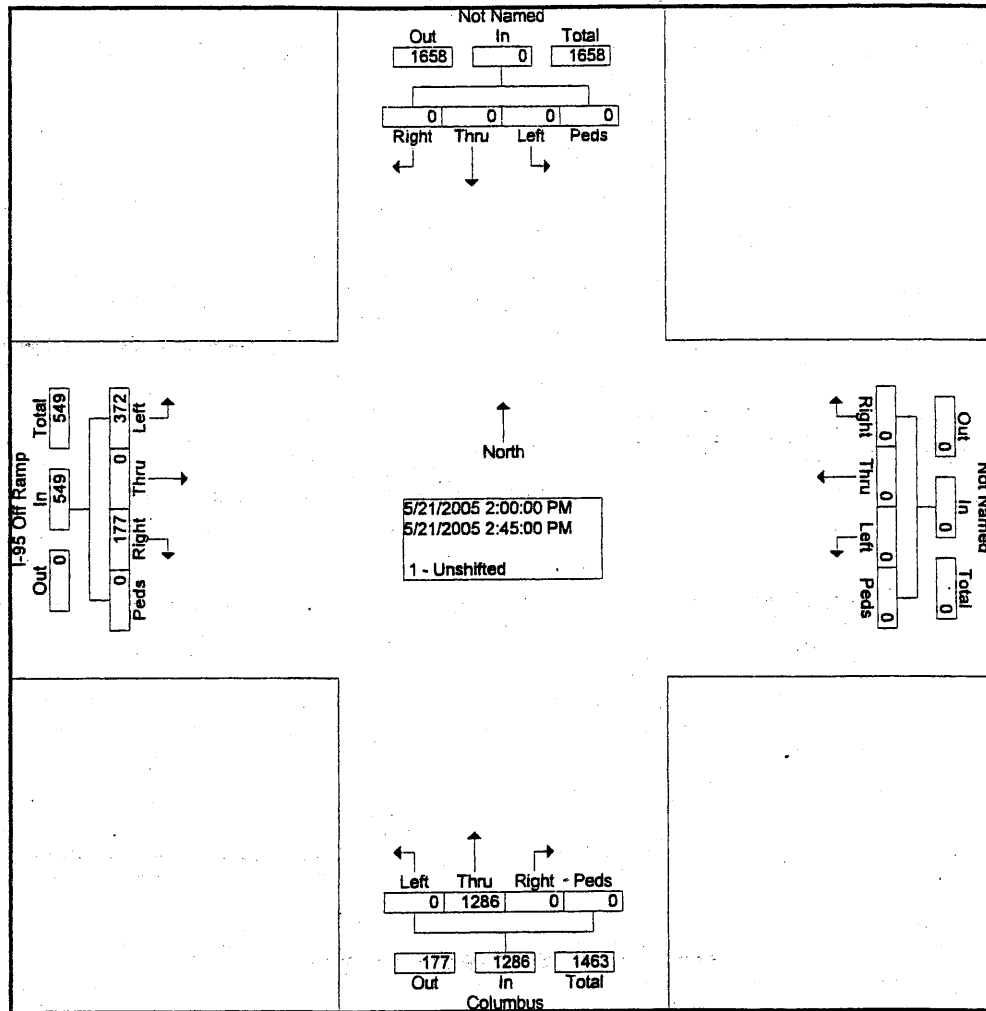 Not Named
Out In Total
1658 0 1658
0 0 0 0
Right Thru Left Peds
Total In Out
549 549 0
372 0 177 0
Left Thru Right Peds
I-95 Off Ramp
North
5/21/2005 2:00:00 PM
5/21/2005 2:45:00 PM
1 - Unshifted
Right Thru Left Peds
0 0 0 0
Out In Total
0 0 0
Not Named
Left Thru Right - Peds
0 1286 0 0
177 1286 1463
Out In Total
Columbus